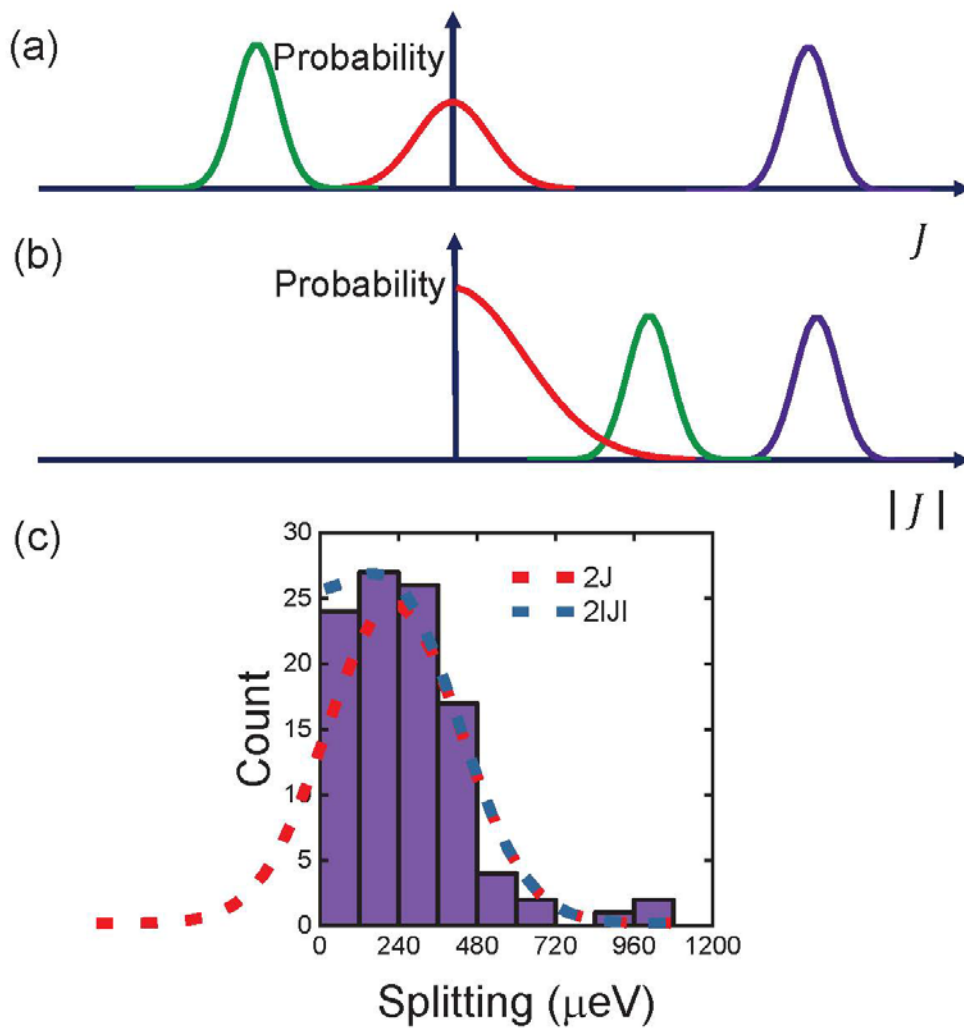 (a)
Probability
J
(b)
Probability
| J |
(c)
30
25
20
15
10
5
0
Count
2J
2|J|
0 240 480 720 960 1200
Splitting (μeV)